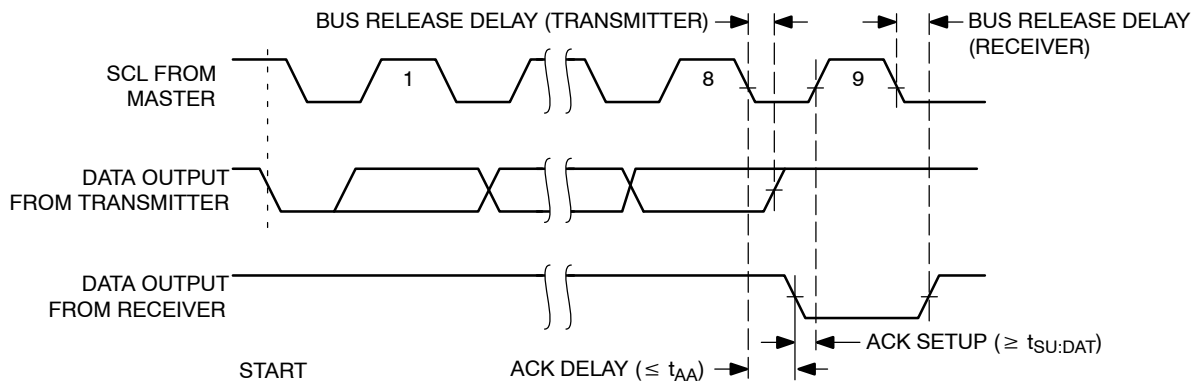 BUS RELEASE DELAY (TRANSMITTER)
BUS RELEASE DELAY
(RECEIVER)
SCL FROM
MASTER
1
8
9
DATA OUTPUT
FROM TRANSMITTER
DATA OUTPUT
FROM RECEIVER
START
ACK DELAY (≤ tAA)
ACK SETUP (≥ tSU:DAT)